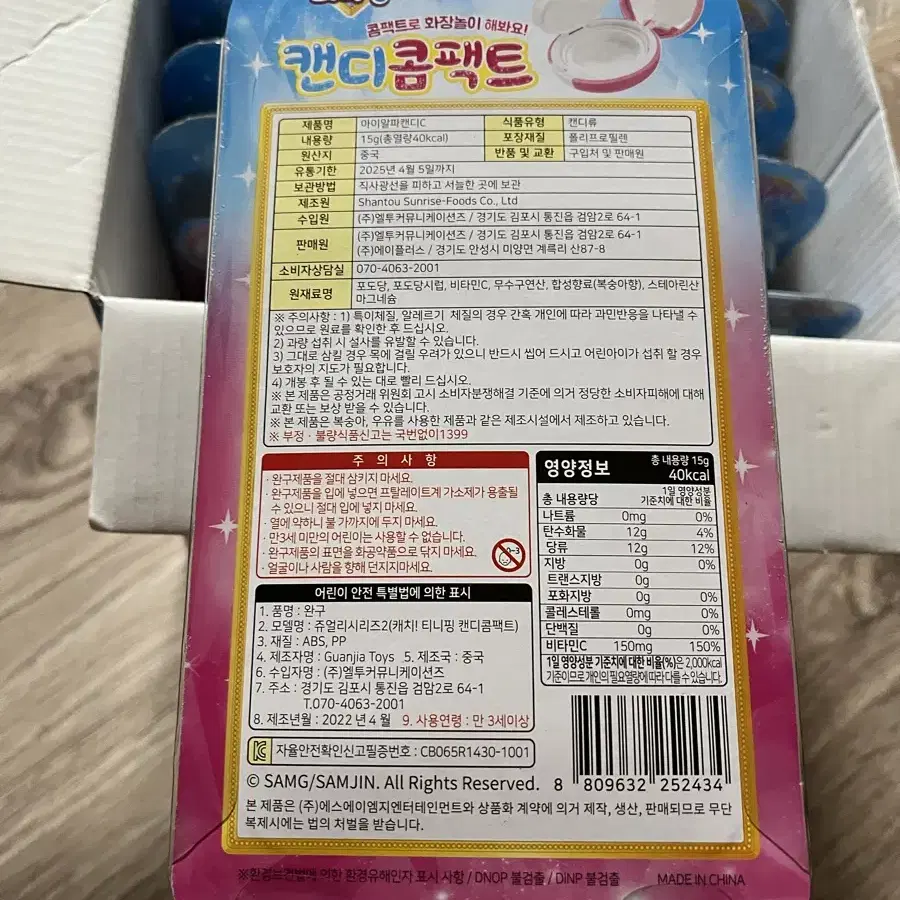 콤팩트로 화장놀이 해봐요!
캔디콤팩트
제품명 마이알파캔디C 식품유형 캔디류
내용량 15g(총열량40kcal) 포장재질 폴리프로필렌
원산지 중국 반품 및 교환 구입처 및 판매원
유통기한 2025년 4월 5일까지
보관방법 직사광선을 피하고 서늘한 곳에 보관
제조원 Shantou Sunrise-Foods Co., Ltd
수입원 (주)엘투커뮤니케이션즈 / 경기도 김포시 통진읍 검암2로 64-1
판매원 (주)엘투커뮤니케이션즈 / 경기도 김포시 통진읍 검암2로 64-1
(주)에이플러스 / 경기도 안성시 미양면 계륵리 산87-8
소비자상담실 070-4063-2001
원재료명 포도당, 포도당시럽, 비타민C, 무수구연산, 합성향료(복숭아향), 스테아린산
마그네슘
※ 주의사항 : 1) 특이체질, 알레르기 체질의 경우 간혹 개인에 따라 과민반응을 나타낼 수
있으므로 원료를 확인한 후 드십시오.
2) 과량 섭취 시 설사를 유발할 수 있습니다.
3) 그대로 삼킬 경우 목에 걸릴 우려가 있으니 반드시 씹어 드시고 어린아이가 섭취 할 경우
보호자의 지도가 필요합니다.
4) 개봉 후 될 수 있는 대로 빨리 드십시오.
※ 본 제품은 공정거래 위원회 고시 소비자분쟁해결 기준에 의거 정당한 소비자피해에 대해
교환 또는 보상 받을 수 있습니다.
※ 본 제품은 복숭아, 우유를 사용한 제품과 같은 제조시설에서 제조하고 있습니다.
※ 부정 · 불량식품신고는 국번없이1399
주 의 사 항
· 완구제품을 절대 삼키지 마세요.
· 완구제품을 입에 넣으면 프탈레이트계 가소제가 용출될
수 있으니 절대 입에 넣지 마세요.
· 열에 약하니 불 가까이에 두지 마세요.
· 만3세 미만의 어린이는 사용할 수 없습니다.
· 완구제품의 표면을 화공약품으로 닦지 마세요.
· 얼굴이나 사람을 향해 던지지마세요.
0-3
어린이 안전 특별법에 의한 표시
1. 품명 : 완구
2. 모델명 : 쥬얼리시리즈2(캐치! 티니핑 캔디콤팩트)
3. 재질 : ABS, PP
4. 제조자명 : Guanjia Toys 5. 제조국 : 중국
6. 수입자명 : (주)엘투커뮤니케이션즈
7. 주소 : 경기도 김포시 통진읍 검암2로 64-1
T.070-4063-2001
8. 제조년월 : 2022년 4월 9. 사용연령 : 만 3세이상
자율안전확인신고필증번호 : CB065R1430-1001
영양정보 총 내용량 15g
40kcal
총 내용량당 1일 영양성분
기준치에 대한 비율
나트륨 0mg 0%
탄수화물 12g 4%
당류 12g 12%
지방 0g 0%
트랜스지방 0g
포화지방 0g 0%
콜레스테롤 0mg 0%
단백질 0g 0%
비타민C 150mg 150%
1일 영양성분 기준치에 대한 비율(%)은 2,000kcal
기준이므로 개인의 필요열량에 따라 다를 수 있습니다.
© SAMG/SAMJIN. All Rights Reserved.
8 809632 252434
본 제품은 (주)에스에이엠지엔터테인먼트와 상품화 계약에 의거 제작, 생산, 판매되므로 무단
복제시에는 법의 처벌을 받습니다.
※환경보건법에 의한 환경유해인자 표시 사항 / DNOP 불검출 / DiNP 불검출 MADE IN CHINA